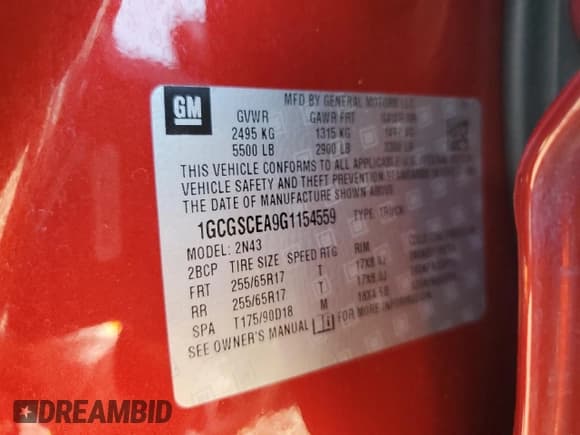 GM
MFD BY GENERAL MOTORS LLC
GVWR GAWR FRT
2495 KG 1315 KG
5500 LB 2900 LB
THIS VEHICLE CONFORMS TO ALL APPLICABLE
VEHICLE SAFETY AND THEFT PREVENTION
THE DATE OF MANUFACTURE SHOWN ABOVE.
1GCGSCEA9G1154559 TYPE: TRUCK
MODEL: 2N43
2BCP TIRE SIZE SPEED RTG RIM
FRT 255/65R17 T 17X8.0J
RR 255/65R17 T 17X8.0J
SPA T175/90D18 M
SEE OWNER'S MANUAL FOR MORE INFORMATION.
DREAMBID